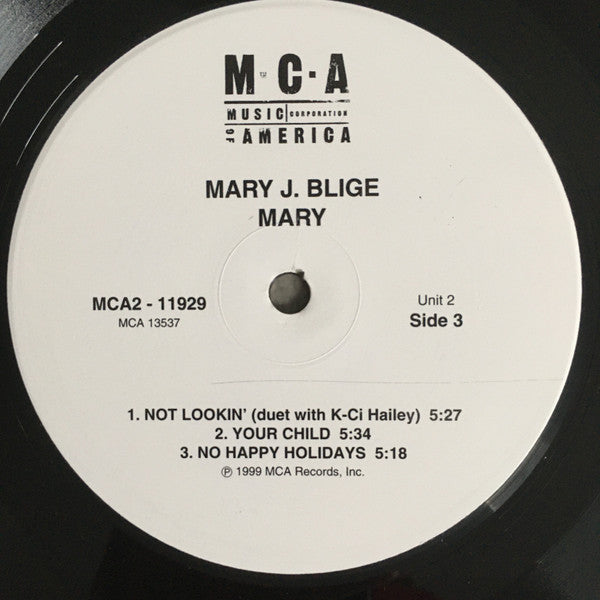 M·C·A
MUSIC CORPORATION
OF AMERICA
MARY J. BLIGE
MARY
MCA2 - 11929
MCA 13537
Unit 2
Side 3
1. NOT LOOKIN' (duet with K-Ci Hailey) 5:27
2. YOUR CHILD 5:34
3. NO HAPPY HOLIDAYS 5:18
℗ 1999 MCA Records, Inc.